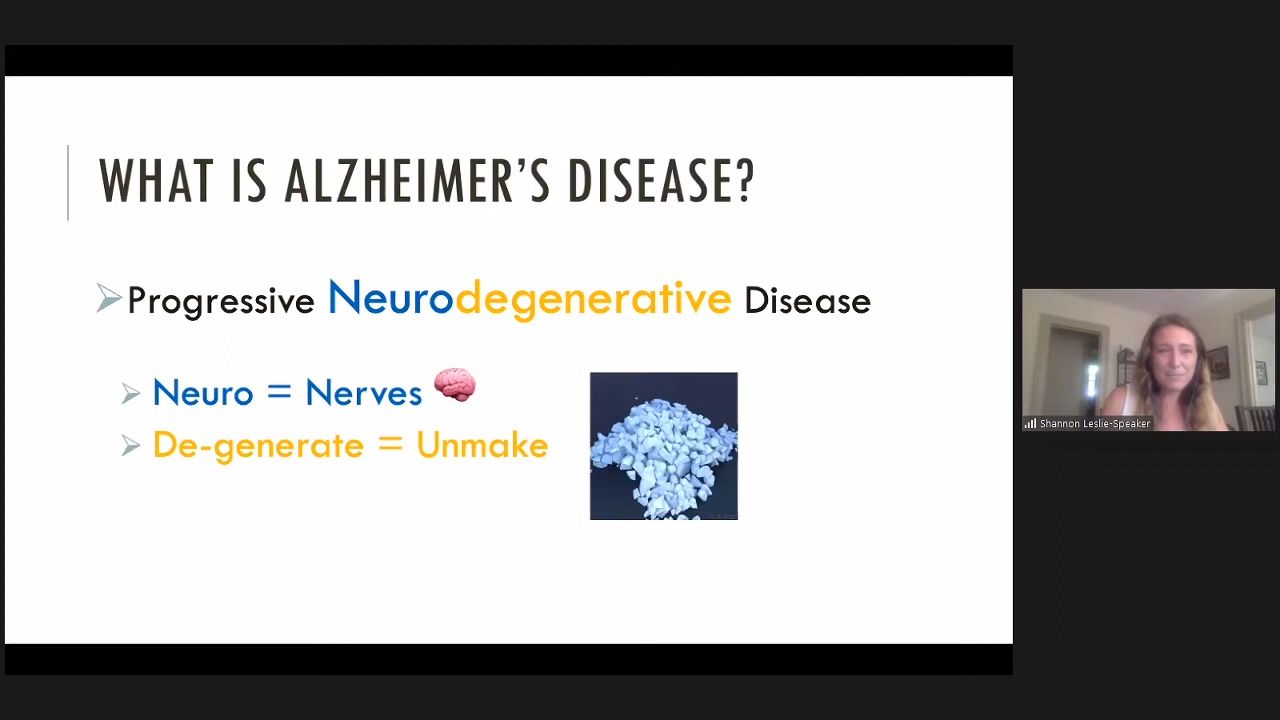 WHAT IS ALZHEIMER'S DISEASE?
Progressive Neurodegenerative Disease
Neuro = Nerves
De-generate = Unmake
Shannon Leslie-Speaker